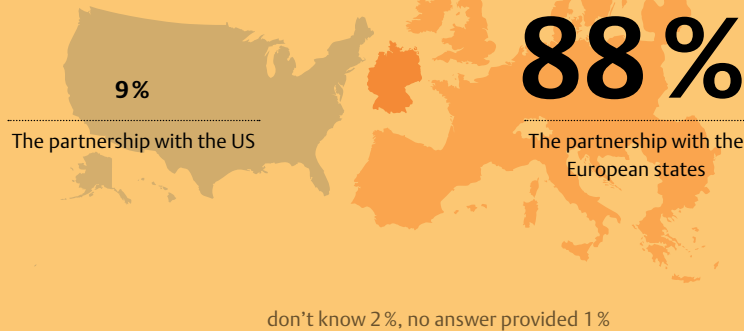 9 %
The partnership with the US
88 %
The partnership with the
European states
don't know 2 %, no answer provided 1 %